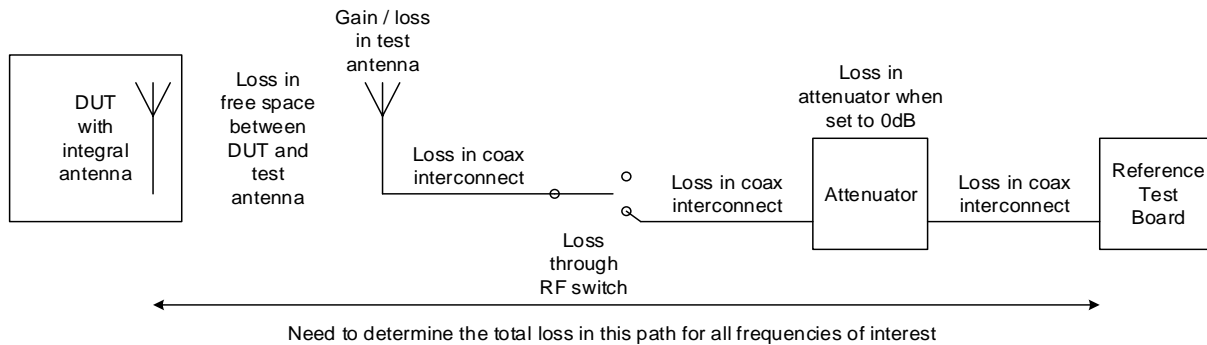 DUT
with
integral
antenna
Loss in
free space
between
DUT and
test
antenna
Gain / loss
in test
antenna
Loss in coax
interconnect
Loss
through
RF switch
Loss in coax
interconnect
Loss in
attenuator when
set to 0dB
Attenuator
Loss in coax
interconnect
Reference
Test
Board
Need to determine the total loss in this path for all frequencies of interest